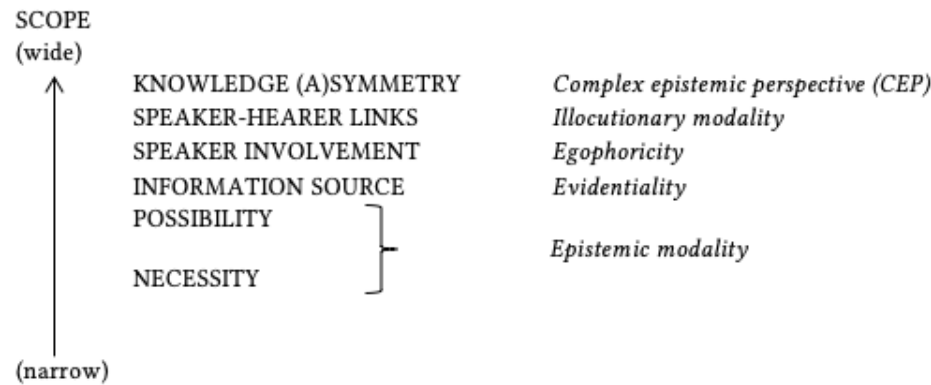 SCOPE
(wide)
KNOWLEDGE (A)SYMMETRY Complex epistemic perspective (CEP)
SPEAKER-HEARER LINKS Illocutionary modality
SPEAKER INVOLVEMENT Egophoricity
INFORMATION SOURCE Evidentiality
POSSIBILITY
Epistemic modality
NECESSITY
(narrow)